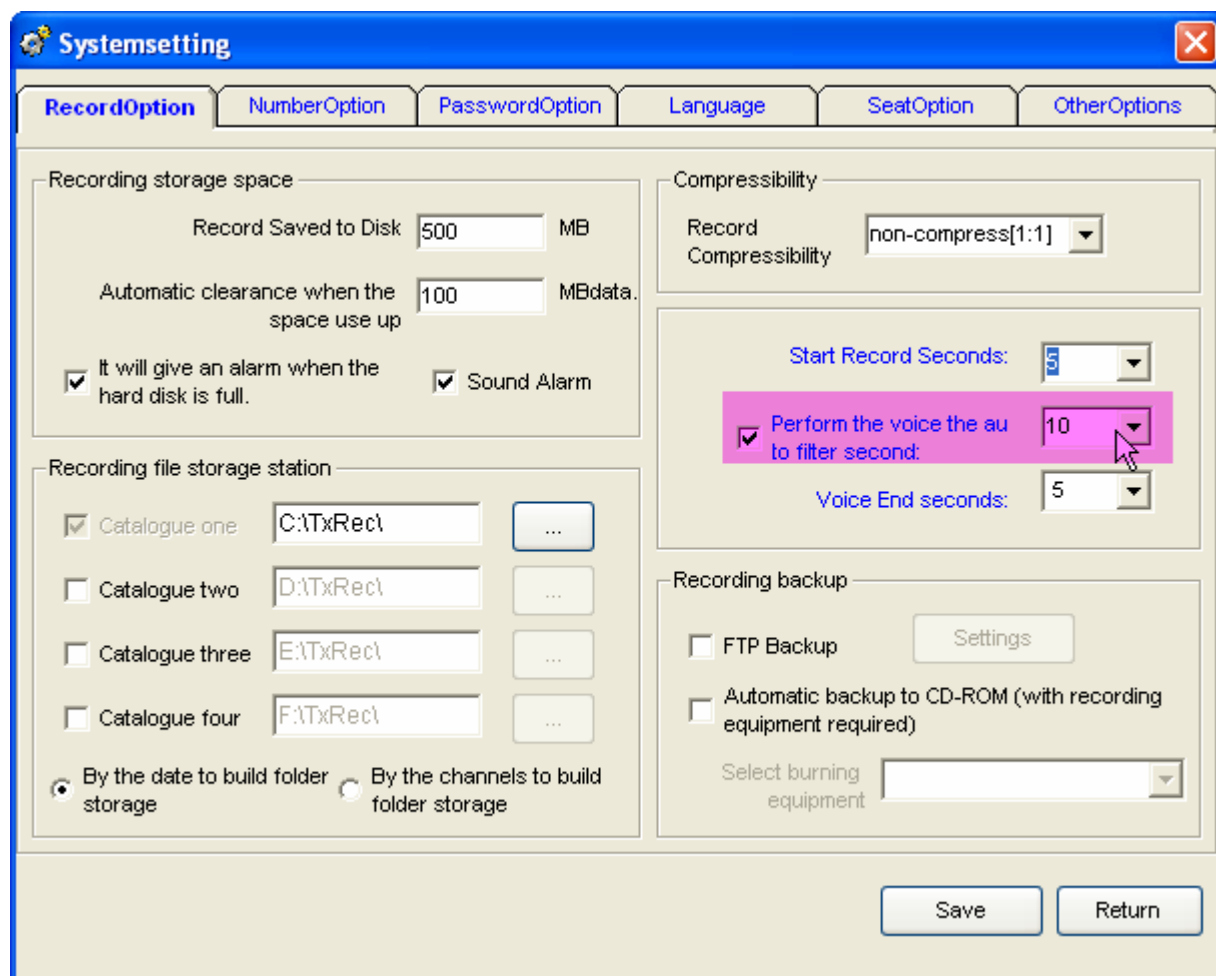 Systemsetting
RecordOption
NumberOption
PasswordOption
Language
SeatOption
OtherOptions
Recording storage space
Record Saved to Disk
500
MB
Automatic clearance when the
space use up
100
MBdata.
It will give an alarm when the
hard disk is full.
Sound Alarm
Recording file storage station
Catalogue one
C:\TxRec\
...
Catalogue two
D:\TxRec\
...
Catalogue three
E:\TxRec\
...
Catalogue four
F:\TxRec\
...
By the date to build folder
storage
By the channels to build
folder storage
Compressibility
Record
Compressibility
non-compress[1:1]
Start Record Seconds:
5
Perform the voice the au
to filter second:
10
Voice End seconds:
5
Recording backup
FTP Backup
Settings
Automatic backup to CD-ROM (with recording
equipment required)
Select burning
equipment
Save
Return